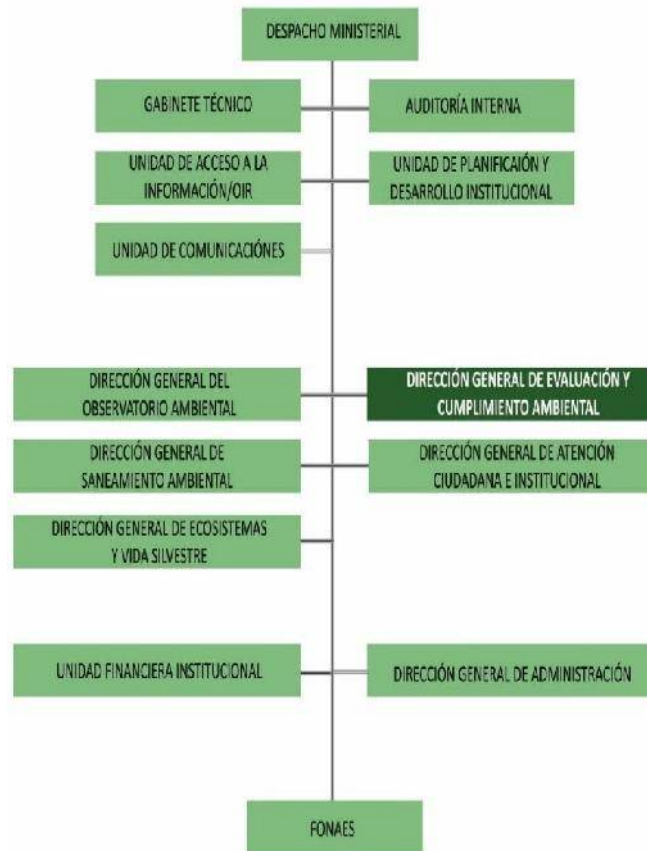 DESPACHO MINISTERIAL
GABINETE TÉCNICO
AUDITORÍA INTERNA
UNIDAD DE ACCESO A LA
INFORMACIÓN/OIR
UNIDAD DE PLANIFICAIÓN Y
DESARROLLO INSTITUCIONAL
UNIDAD DE COMUNICACIÓNES
DIRECCIÓN GENERAL DEL
OBSERVATORIO AMBIENTAL
DIRECCIÓN GENERAL DE EVALUACIÓN Y
CUMPLIMIENTO AMBIENTAL
DIRECCIÓN GENERAL DE
SANEAMIENTO AMBIENTAL
DIRECCIÓN GENERAL DE ATENCIÓN
CIUDADANA E INSTITUCIONAL
DIRECCIÓN GENERAL DE ECOSISTEMAS
Y VIDA SILVESTRE
UNIDAD FINANCIERA INSTITUCIONAL
DIRECCIÓN GENERAL DE ADMINISTRACIÓN
FONAES